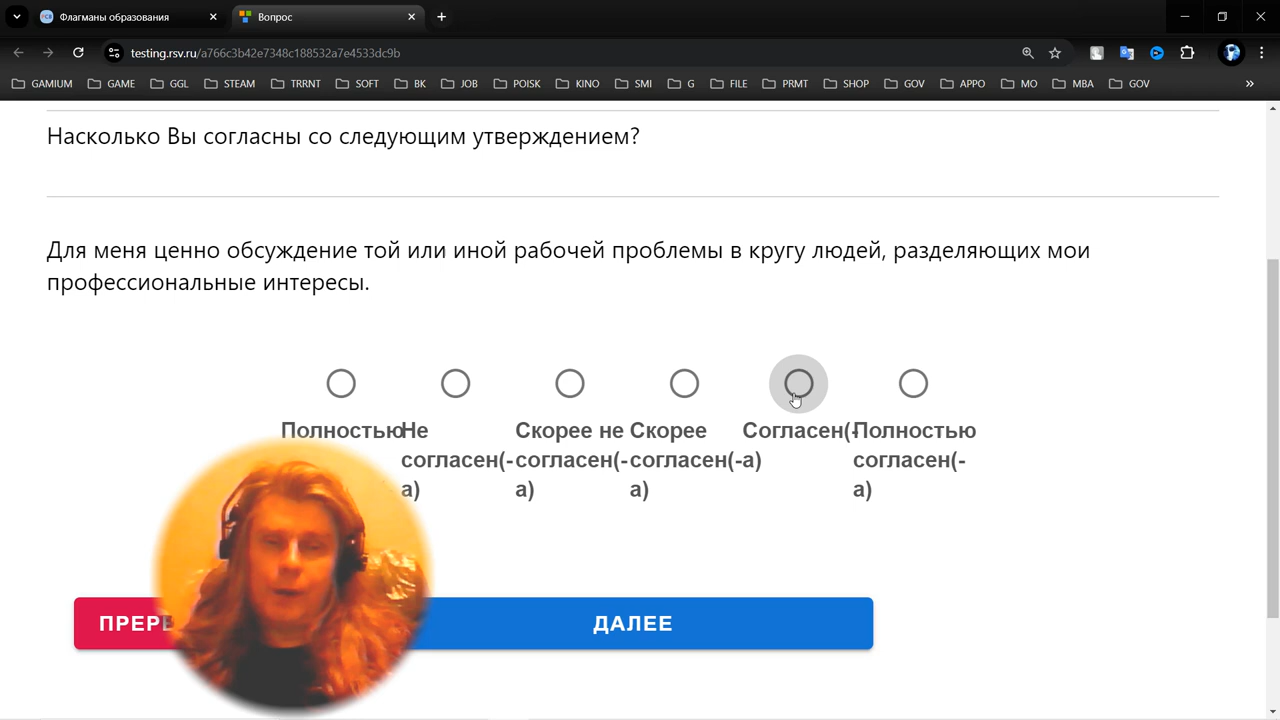 Флагманы образования
Вопрос
testing.rsv.ru/a766c3b42e7348c188532a7e4533dc9b
GAMIUM GAME GGL STEAM TRRNT SOFT BK JOB POISK KINO SMI G FILE PRMT SHOP GOV APPO MO MBA GOV
Насколько Вы согласны со следующим утверждением?
Для меня ценно обсуждение той или иной рабочей проблемы в кругу людей, разделяющих мои
профессиональные интересы.
Полностью
Не
согласен(-
а)
Скорее не
согласен(-
а)
Скорее
согласен(-а)
Согласен(-
Полностью
согласен(-
а)
ДАЛЕЕ